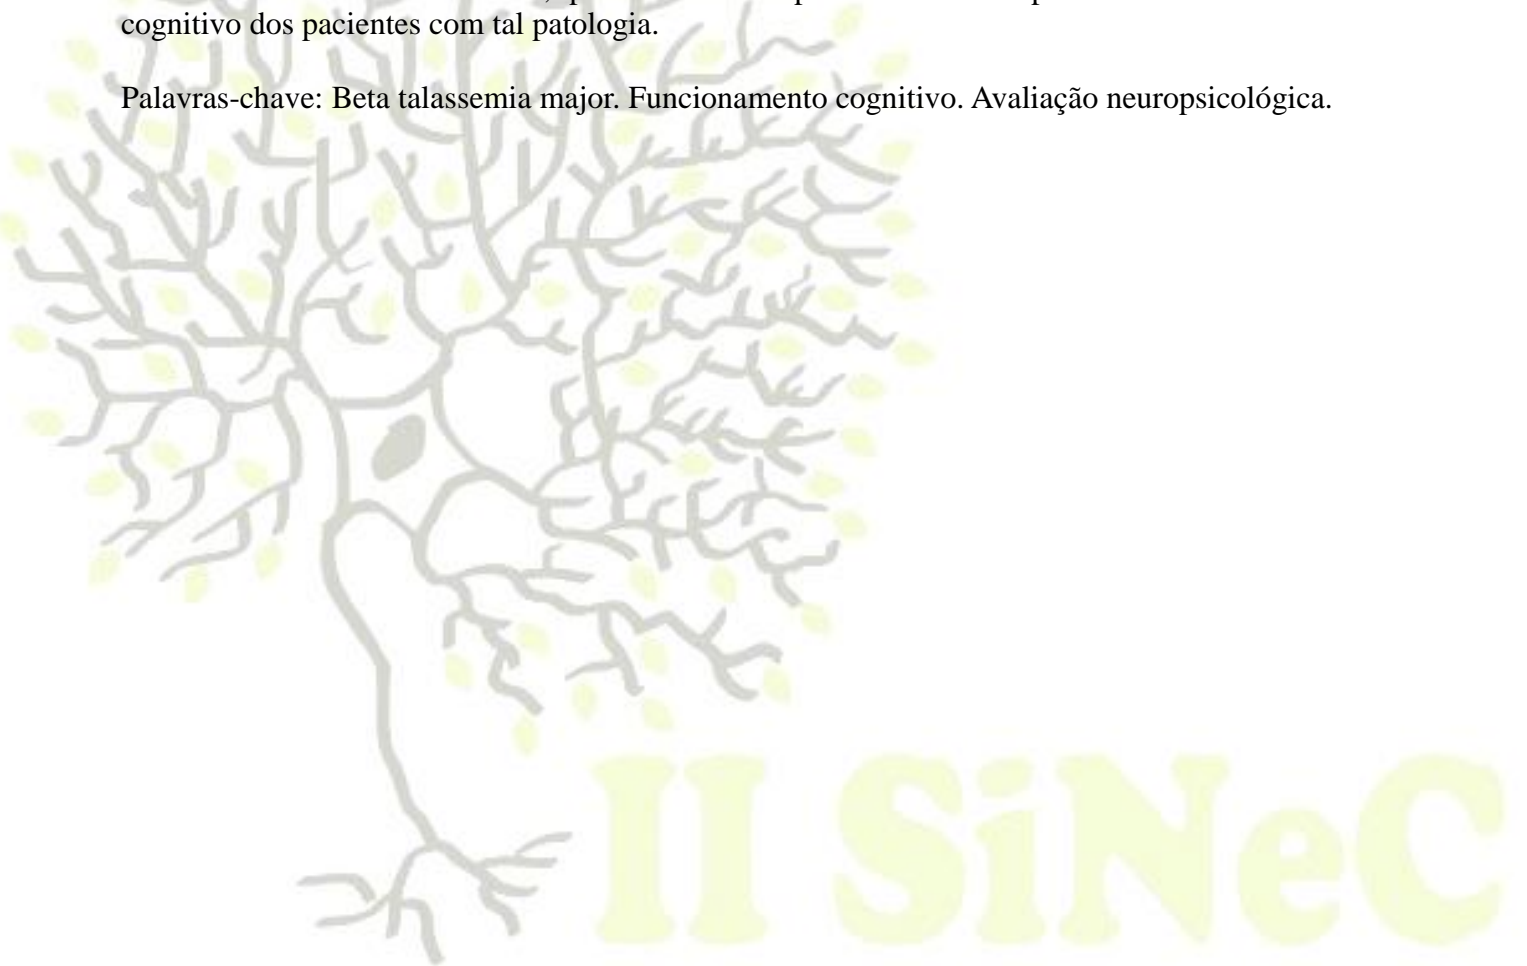 cognitivo dos pacientes com tal patologia.
Palavras-chave: Beta talassemia major. Funcionamento cognitivo. Avaliação neuropsicológica.
II SiNeC